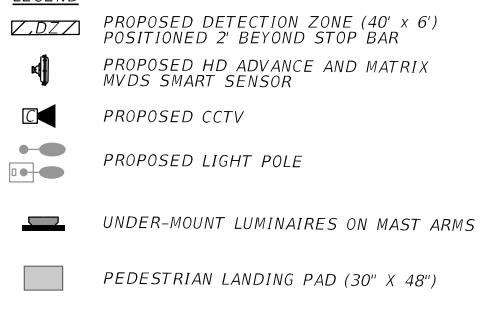 LEGEND
DZ PROPOSED DETECTION ZONE (40' x 6')
POSITIONED 2' BEYOND STOP BAR
PROPOSED HD ADVANCE AND MATRIX
MVDS SMART SENSOR
C PROPOSED CCTV
PROPOSED LIGHT POLE
UNDER-MOUNT LUMINAIRES ON MAST ARMS
PEDESTRIAN LANDING PAD (30" X 48")